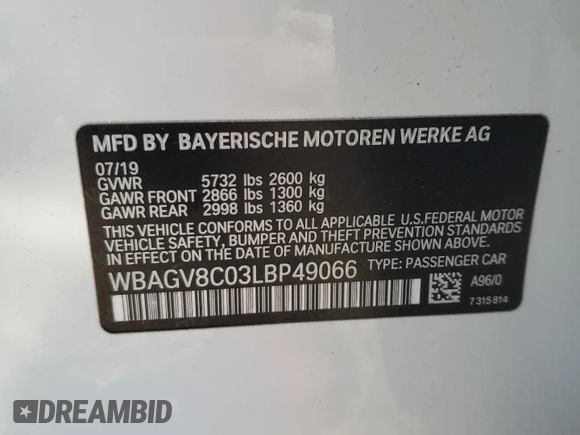 MFD BY BAYERISCHE MOTOREN WERKE AG
07/19
GVWR 5732 lbs 2600 kg
GAWR FRONT 2866 lbs 1300 kg
GAWR REAR 2998 lbs 1360 kg
THIS VEHICLE CONFORMS TO ALL APPLICABLE U.S.FEDERAL MOTOR
VEHICLE SAFETY, BUMPER, AND THEFT PREVENTION STANDARDS
IN EFFECT ON THE DATE OF MANUFACTURE SHOWN ABOVE.
WBAGV8C03LBP49066 TYPE: PASSENGER CAR
A96/0
7 315 814
DREAMBID